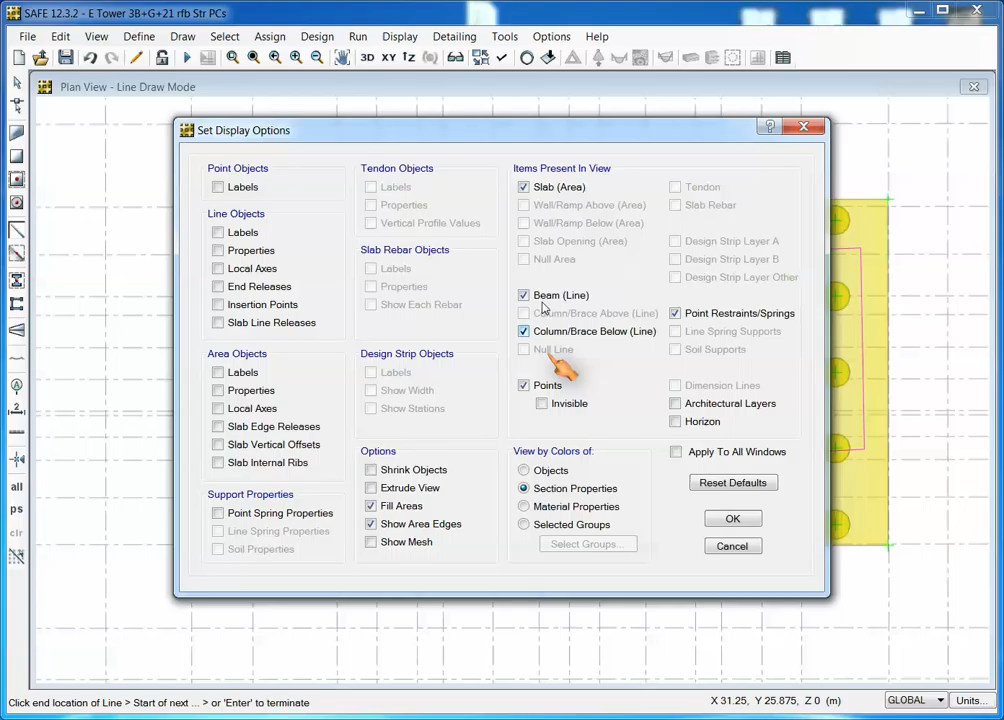 SAFE 12.3.2 - E Tower 3B+G+21 rfb Str PCs
File Edit View Define Draw Select Assign Design Run Display Detailing Tools Options Help
3D XY YZ
Plan View - Line Draw Mode
Set Display Options
Point Objects
Labels
Line Objects
Labels
Properties
Local Axes
End Releases
Insertion Points
Slab Line Releases
Area Objects
Labels
Properties
Local Axes
Slab Edge Releases
Slab Vertical Offsets
Slab Internal Ribs
Support Properties
Point Spring Properties
Line Spring Properties
Soil Properties
Tendon Objects
Labels
Properties
Vertical Profile Values
Slab Rebar Objects
Labels
Properties
Show Each Rebar
Design Strip Objects
Labels
Show Width
Show Stations
Options
Shrink Objects
Extrude View
Fill Areas
Show Area Edges
Show Mesh
Items Present In View
Slab (Area)
Wall/Ramp Above (Area)
Wall/Ramp Below (Area)
Slab Opening (Area)
Null Area
Beam (Line)
Column/Brace Above (Line)
Column/Brace Below (Line)
Null Line
Points
Invisible
Tendon
Slab Rebar
Design Strip Layer A
Design Strip Layer B
Design Strip Layer Other
Point Restraints/Springs
Line Spring Supports
Soil Supports
Dimension Lines
Architectural Layers
Horizon
View by Colors of:
Objects
Section Properties
Material Properties
Selected Groups
Select Groups...
Apply To All Windows
Reset Defaults
OK
Cancel
all
ps
clr
Click end location of Line > Start of next ... > or 'Enter' to terminate
X 31.25, Y 25.875, Z 0 (m)
GLOBAL
Units...